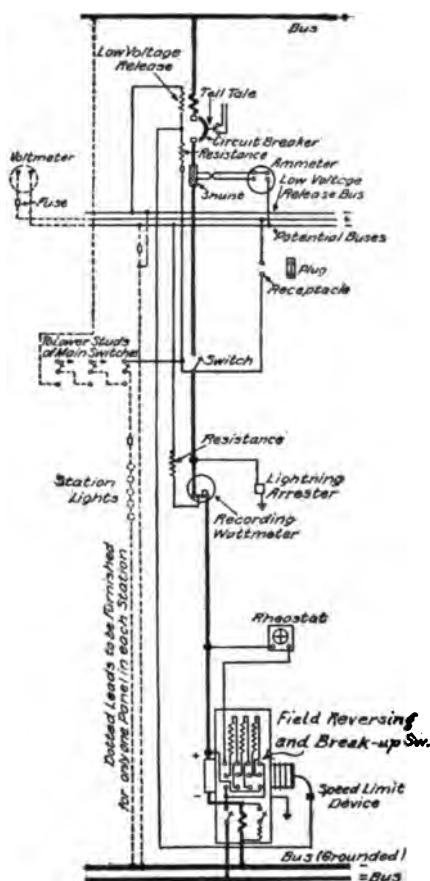 Bus
Low Voltage
Release
Tell Tale
Circuit Breaker
Resistance
Ammeter
Voltmeter
Low Voltage
Release Bus
Shunt
Fuse
Potential Buses
Plug
Receptacle
To Lower Studs
of Main Switches
Switch
Resistance
Station
Lights
Lightning
Arrester
Recording
Wattmeter
Dotted Leads to be Furnished
for only one Panel in each Station
Rheostat
Field Reversing
and Break-up Sw.
+
-
Speed Limit
Device
Bus (Grounded)
= Bus